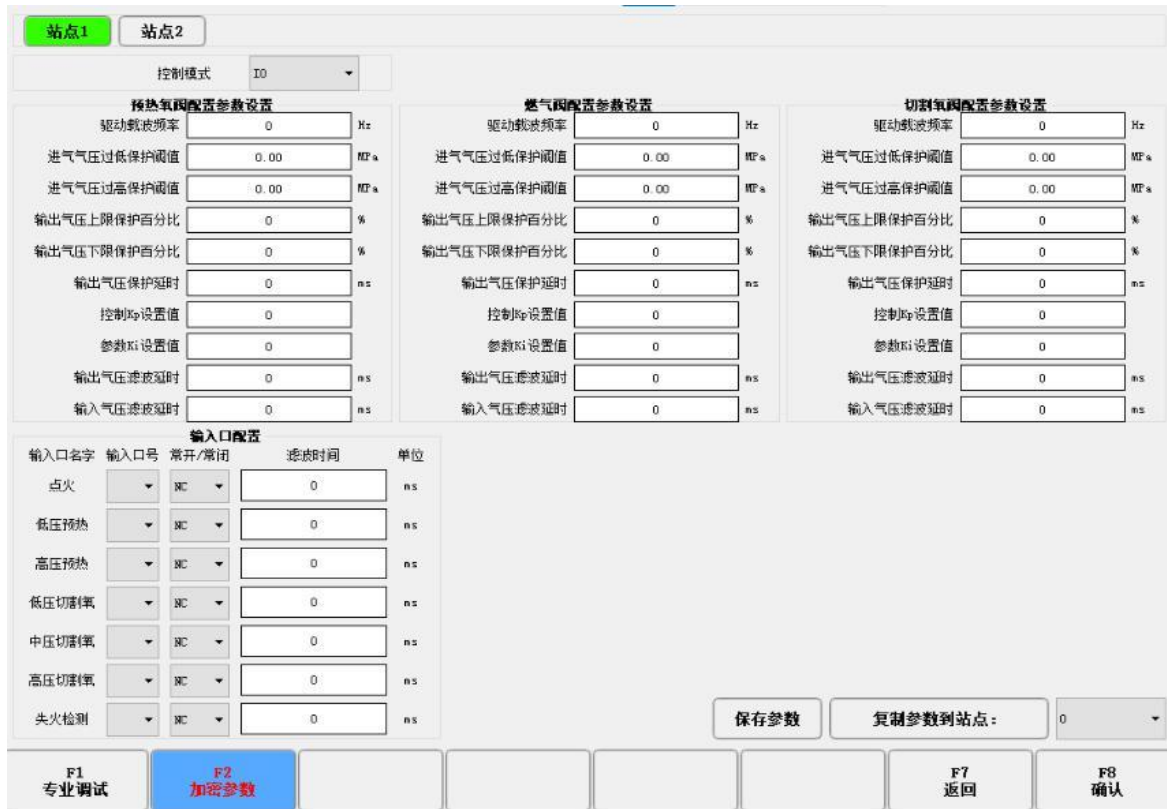 站点1 站点2
控制模式 IO
预热氧阀配置参数设置 燃气阀配置参数设置 切割氧阀配置参数设置
驱动载波频率 0 Hz 驱动载波频率 0 Hz 驱动载波频率 0 Hz
进气气压过低保护阈值 0.00 MPa 进气气压过低保护阈值 0.00 MPa 进气气压过低保护阈值 0.00 MPa
进气气压过高保护阈值 0.00 MPa 进气气压过高保护阈值 0.00 MPa 进气气压过高保护阈值 0.00 MPa
输出气压上限保护百分比 0 % 输出气压上限保护百分比 0 % 输出气压上限保护百分比 0 %
输出气压下限保护百分比 0 % 输出气压下限保护百分比 0 % 输出气压下限保护百分比 0 %
输出气压保护延时 0 ms 输出气压保护延时 0 ms 输出气压保护延时 0 ms
控制Kp设置值 0 控制Kp设置值 0 控制Kp设置值 0
参数Ki设置值 0 参数Ki设置值 0 参数Ki设置值 0
输出气压滤波延时 0 ms 输出气压滤波延时 0 ms 输出气压滤波延时 0 ms
输入气压滤波延时 0 ms 输入气压滤波延时 0 ms 输入气压滤波延时 0 ms
输入口配置
输入口名字 输入口号 常开/常闭 滤波时间 单位
点火 NC 0 ms
低压预热 NC 0 ms
高压预热 NC 0 ms
低压切割氧 NC 0 ms
中压切割氧 NC 0 ms
高压切割氧 NC 0 ms
失火检测 NC 0 ms
保存参数 复制参数到站点: 0
F1 F2 F7 F8
专业调试 加密参数 返回 确认